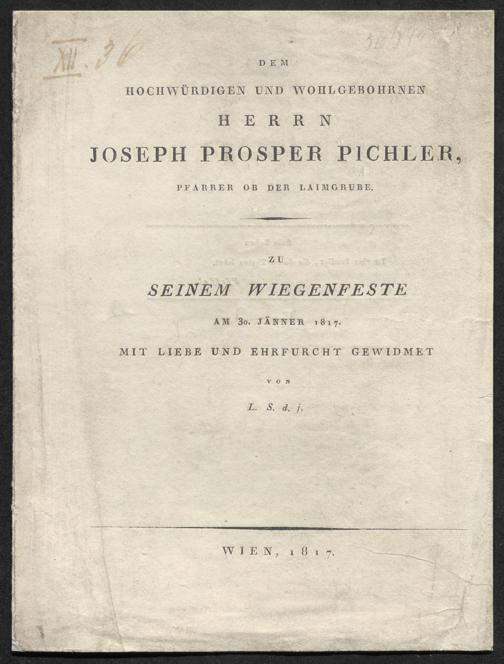 XII. 36
DEM
HOCHWÜRDIGEN UND WOHLGEBOHRNEN
HERRN
JOSEPH PROSPER PICHLER,
PFARRER OB DER LAIMGRUBE.
ZU
SEINEM WIEGENFESTE
AM 30. JÄNNER 1817.
MIT LIEBE UND EHRFURCHT GEWIDMET
VON
L. S. d. j.
WIEN, 1817.